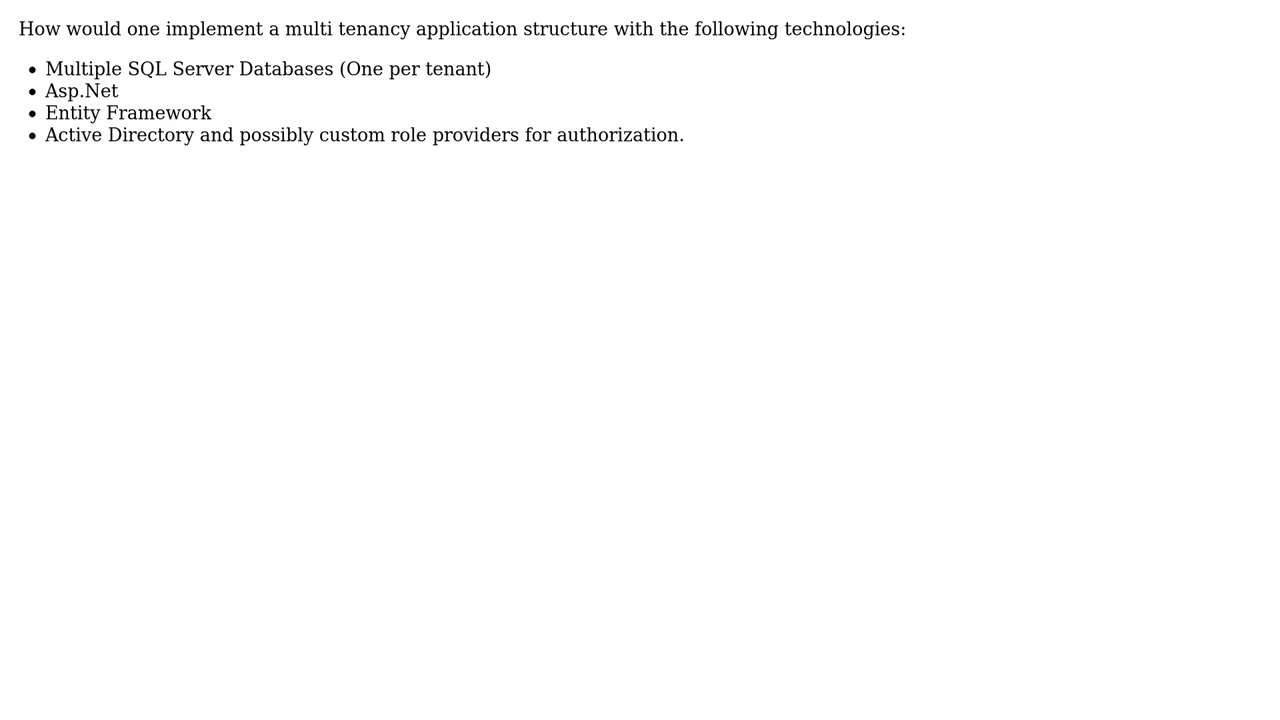 How would one implement a multi tenancy application structure with the following technologies:
• Multiple SQL Server Databases (One per tenant)
• Asp.Net
• Entity Framework
• Active Directory and possibly custom role providers for authorization.